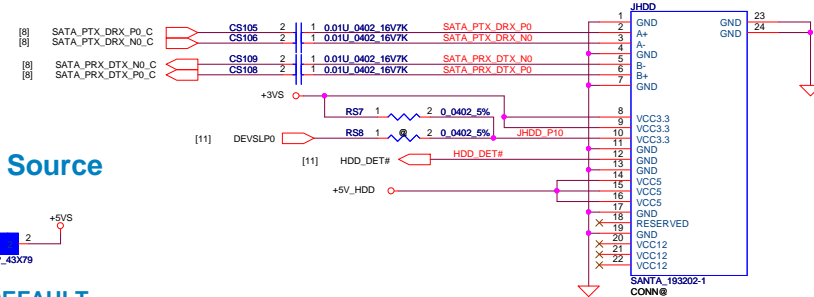 JHDD
[8] SATA_PTX_DRX_P0_C CS105 2 1 0.01U_0402_16V7K SATA_PTX_DRX_P0 1 GND GND 23
[8] SATA_PTX_DRX_N0_C CS106 2 1 0.01U_0402_16V7K SATA_PTX_DRX_N0 2 A+ GND 24
3 A-
4 GND
[8] SATA_PRX_DTX_N0_C CS109 2 1 0.01U_0402_16V7K SATA_PRX_DTX_N0 5 B-
[8] SATA_PRX_DTX_P0_C CS108 2 1 0.01U_0402_16V7K SATA_PRX_DTX_P0 6 B+
7 GND
+3VS
RS7 1 2 0_0402_5% 8 VCC3.3
9 VCC3.3
[11] DEVSLP0 RS8 1 @ 2 0_0402_5% JHDD_P10 10 VCC3.3
11 GND
[11] HDD_DET# HDD_DET# 12 GND
13 GND
Source
14 VCC5
+5V_HDD 15 VCC5
16 VCC5
17 GND
+5VS
18 RESERVED
19 GND
2 2 20 VCC12
21 VCC12
P_43X79
22 VCC12
SANTA_193202-1
CONN@
DEFAULT